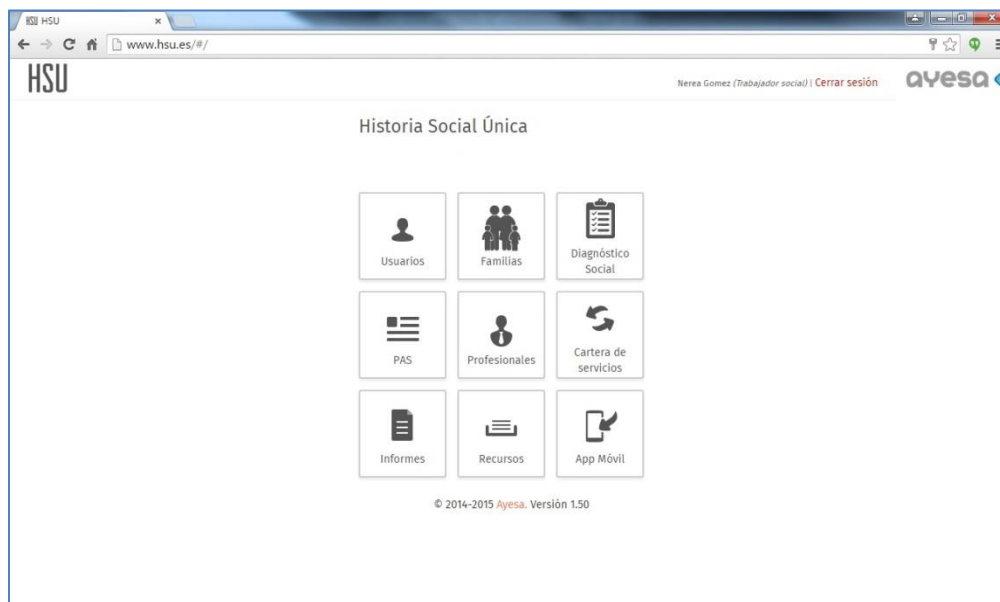 HSU HSU
www.hsu.es/#/
HSU
Nerea Gomez (Trabajador social) | Cerrar sesión
ayesa
Historia Social Única
Usuarios
Familias
Diagnóstico
Social
PAS
Profesionales
Cartera de
servicios
Informes
Recursos
App Móvil
© 2014-2015 Ayesa. Versión 1.50